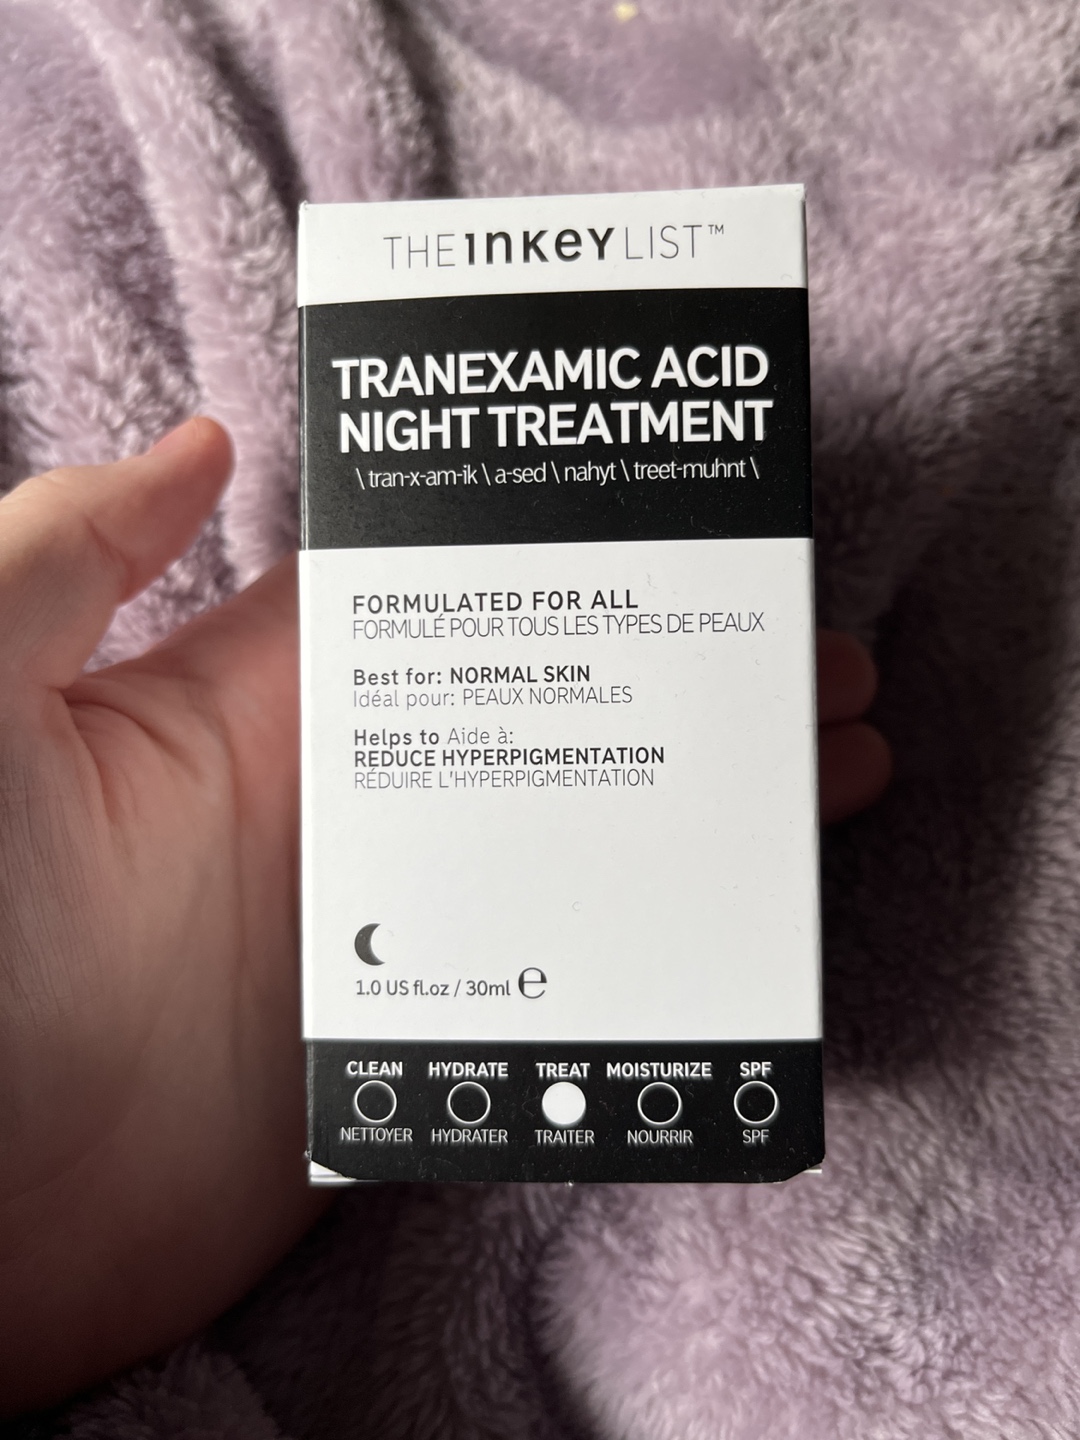 THE INKEY LIST™
TRANEXAMIC ACID
NIGHT TREATMENT
\ tran-x-am-ik \ a-sed \ nahyt \ treet-muhnt \
FORMULATED FOR ALL
FORMULÉ POUR TOUS LES TYPES DE PEAUX
Best for: NORMAL SKIN
Idéal pour: PEAUX NORMALES
Helps to Aide à:
REDUCE HYPERPIGMENTATION
RÉDUIRE L'HYPERPIGMENTATION
1.0 US fl.oz / 30ml ℮
CLEAN HYDRATE TREAT MOISTURIZE SPF
NETTOYER HYDRATER TRAITER NOURRIR SPF